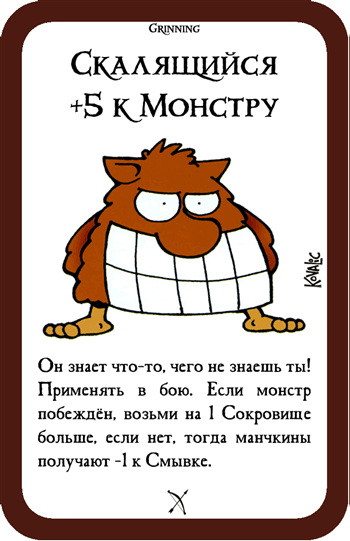 Grinning
Скалящийся
+5 к Монстру
Kovalic
Он знает что-то, чего не знаешь ты!
Применять в бою. Если монстр
побеждён, возьми на 1 Сокровище
больше, если нет, тогда манчкины
получают -1 к Смывке.